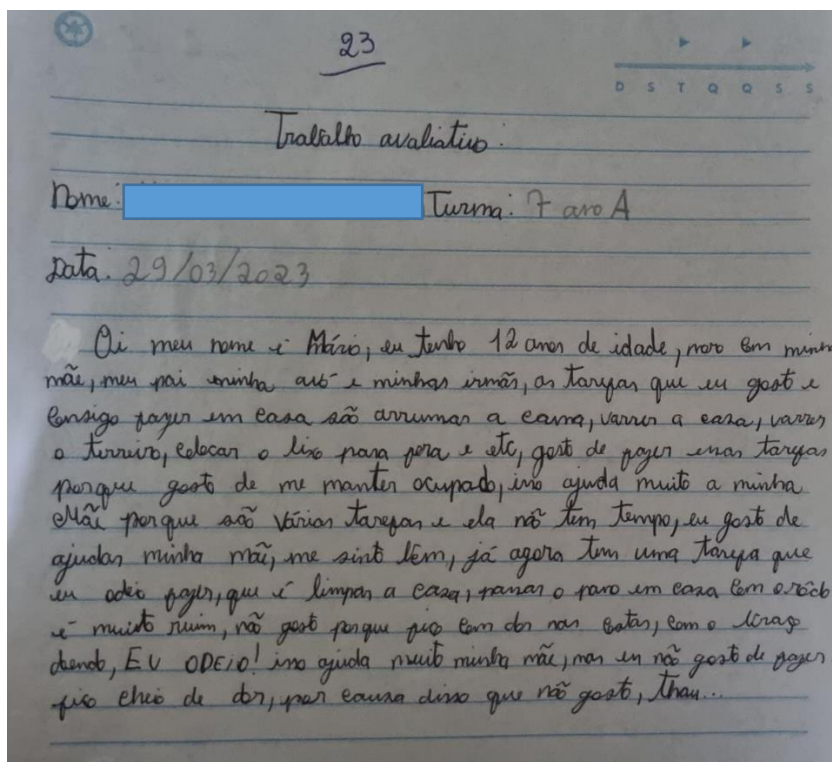 23
D S T Q Q S S
Trabalho avaliativo:
Nome: Turma: 7 ano A
Data: 29/03/2023
Oi meu nome é Mário, eu tenho 12 anos de idade, moro com minha
mãe, meu pai minha avó e minhas irmãs, as tarefas que eu gosto e
consigo fazer em casa são arrumar a cama, varrer a casa, varrer
o terreiro, colocar o lixo para fora e etc, gosto de fazer essas tarefas
porque gosto de me manter ocupado, isso ajuda muito a minha
Mãe porque são várias tarefas e ela não tem tempo, eu gosto de
ajudar minha mãe, me sinto bem, já agora tem uma tarefa que
eu odeio fazer, que é limpar a casa, passar o pano em casa com o rodo
é muito ruim, não gosto porque fico com dor nas costas, com o braço
doendo, EU ODEIO! isso ajuda muito minha mãe, mas eu não gosto de fazer
fico cheio de dor, por causa disso que não gosto, thau...